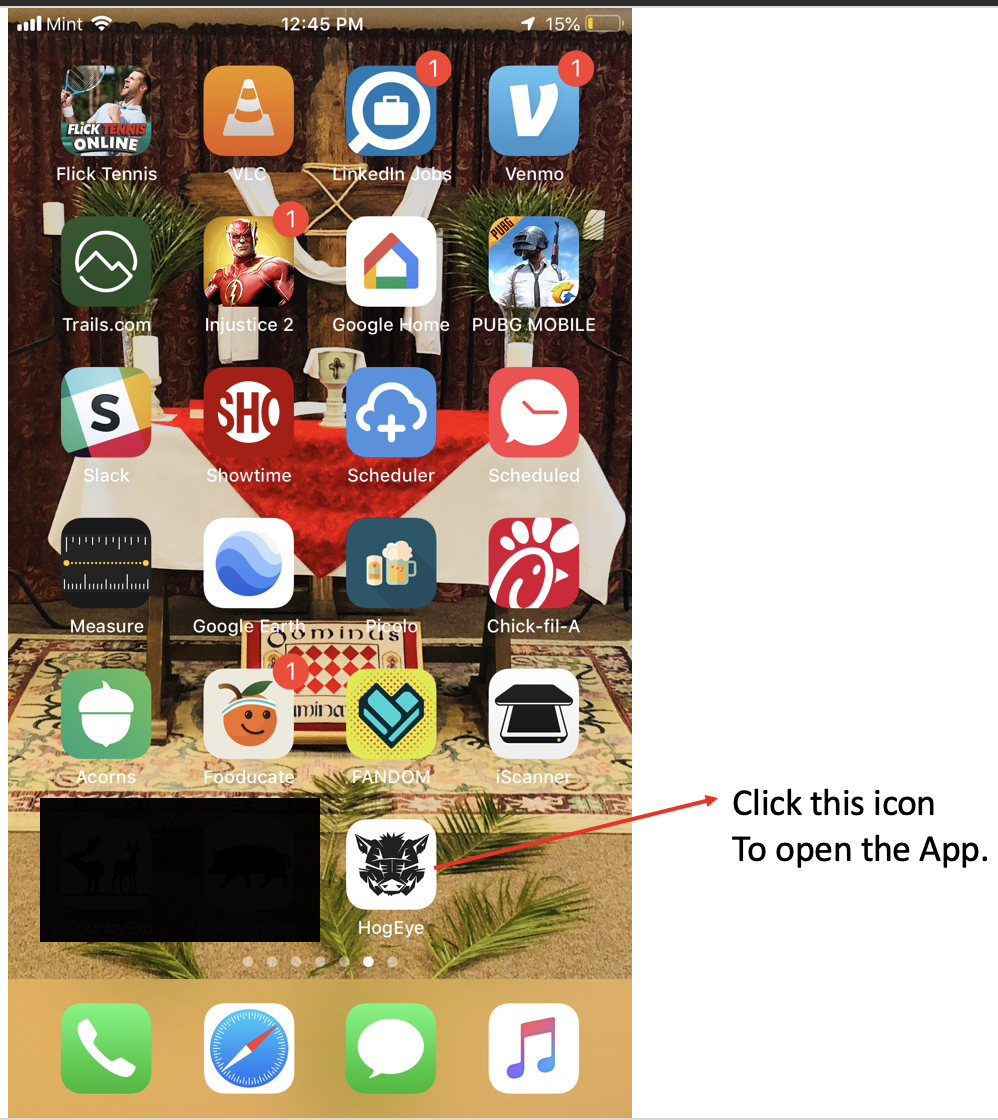 Mint 12:45 PM 15%
FLiCK TENNIS
ONLINE
1
1
Flick Tennis VLC LinkedIn Jobs Venmo
1
PUBG
Trails.com Injustice 2 Google Home PUBG MOBILE
S SHO
Slack Showtime Scheduler Scheduled
Measure Google Earth Picolo Chick-fil-A
Dominus
1
Acorns Fooducate FANDOM iScanner
Click this icon
To open the App.
HogEye